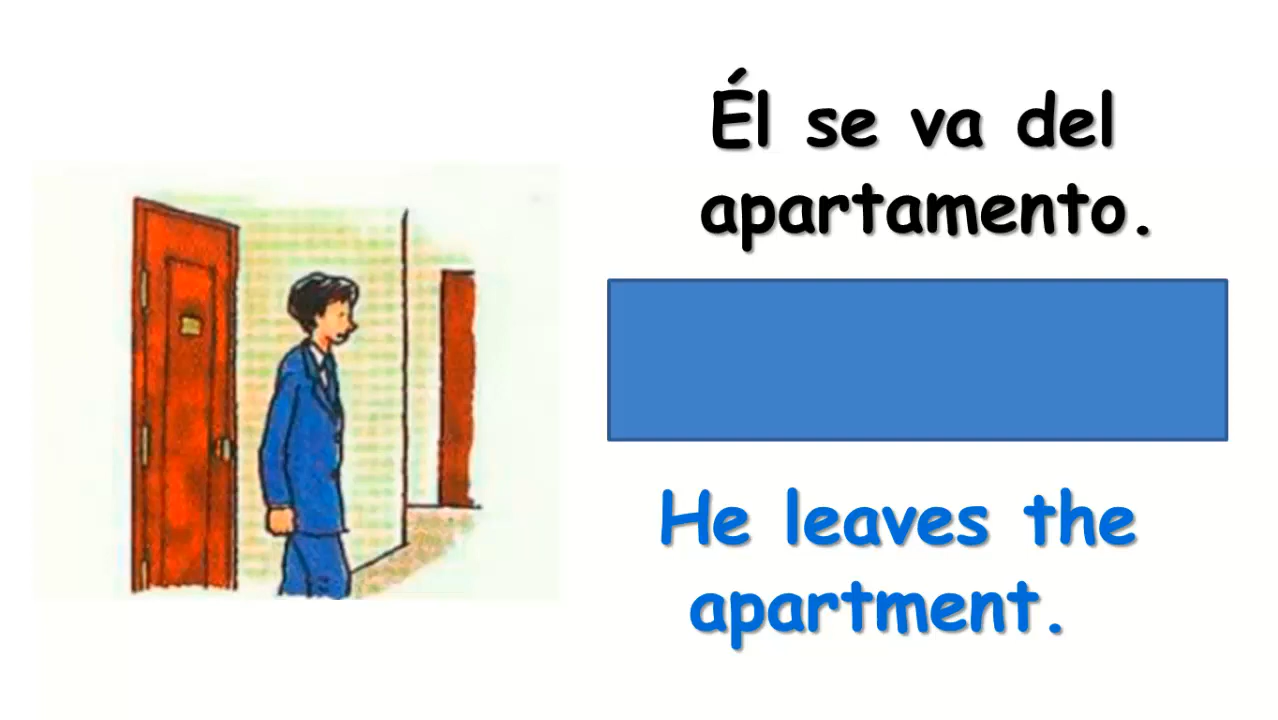 Él se va del
apartamento.
He leaves the
apartment.